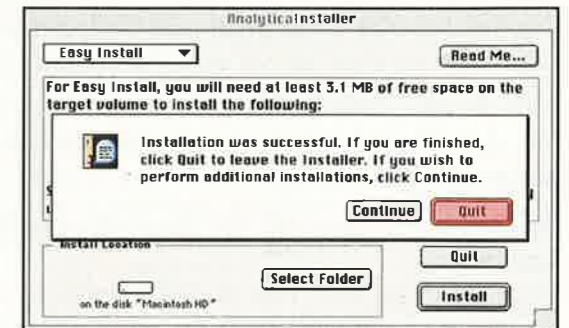 AnalyticaInstaller
Easy Install
Read Me...
For Easy Install, you will need at least 3.1 MB of free space on the
target volume to install the following:
Installation was successful. If you are finished,
click Quit to leave the Installer. If you wish to
perform additional installations, click Continue.
Continue
Quit
Install Location
Quit
Select Folder
on the disk "Macintosh HD"
Install